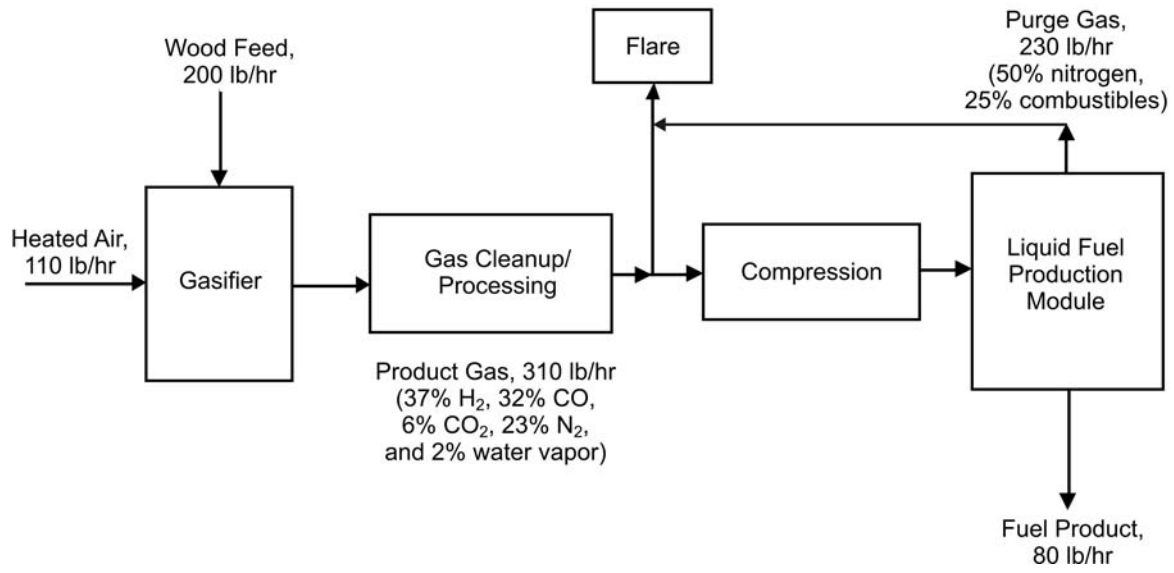 Wood Feed,
200 lb/hr
Flare
Purge Gas,
230 lb/hr
(50% nitrogen,
25% combustibles)
Heated Air,
110 lb/hr
Gasifier
Gas Cleanup/
Processing
Compression
Liquid Fuel
Production
Module
Product Gas, 310 lb/hr
(37% H₂, 32% CO,
6% CO₂, 23% N₂,
and 2% water vapor)
Fuel Product,
80 lb/hr